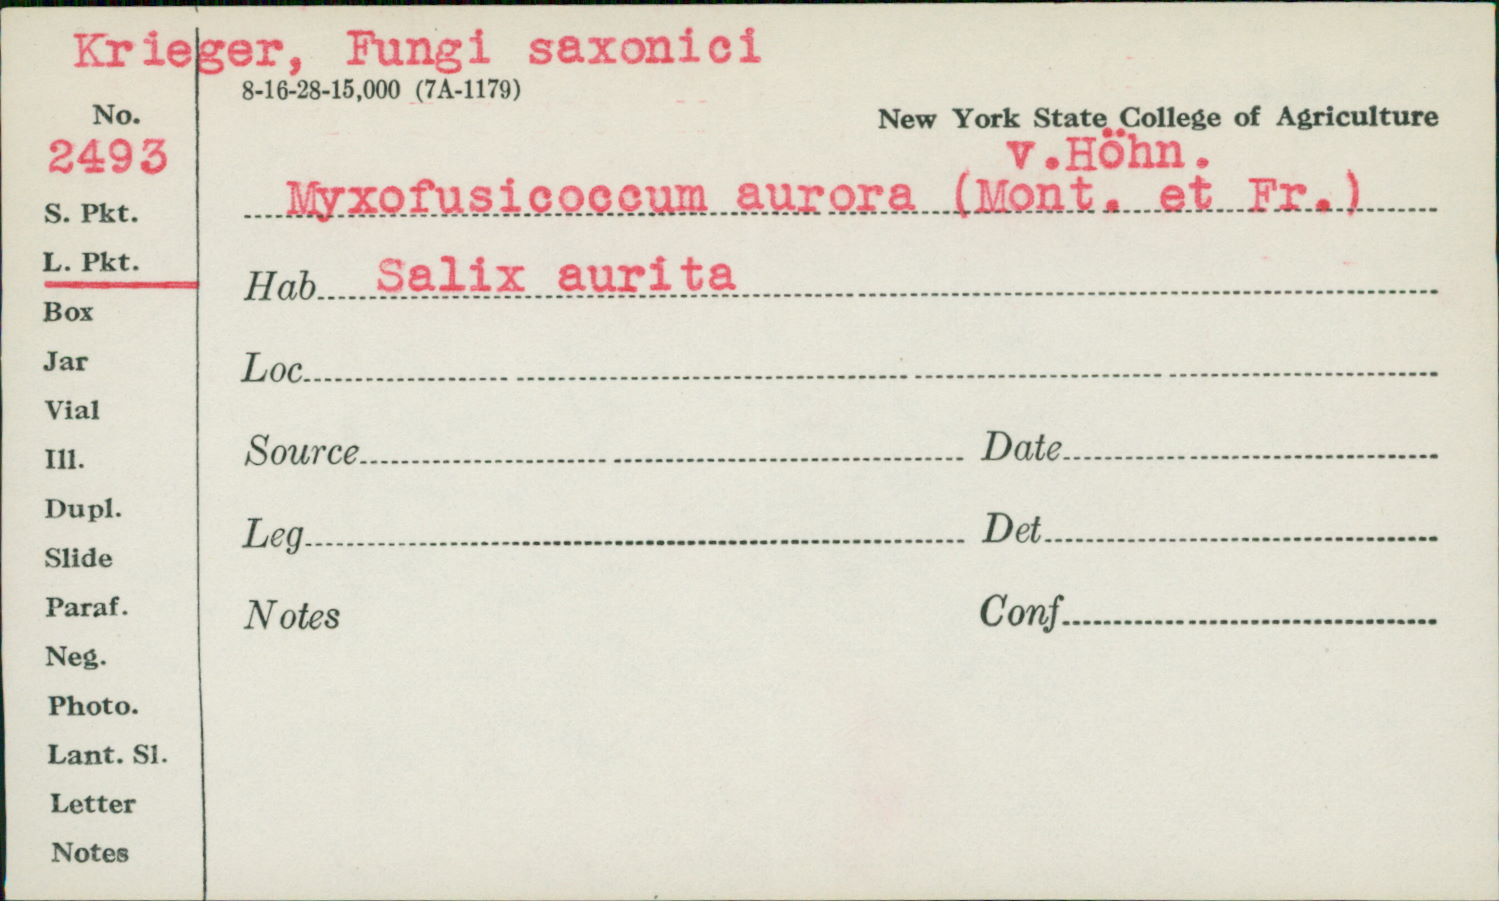 Krieger, Fungi saxonici
8-16-28-15,000 (7A-1179)
New York State College of Agriculture
No.
2493
v.Höhn.
Myxofusicoccum aurora (Mont. et Fr.)
S. Pkt.
L. Pkt.
Hab. Salix aurita
Box
Jar
Loc.
Vial
Ill.
Source
Date
Dupl.
Leg
Det
Slide
Paraf.
Notes
Conf
Neg.
Photo.
Lant. Sl.
Letter
Notes